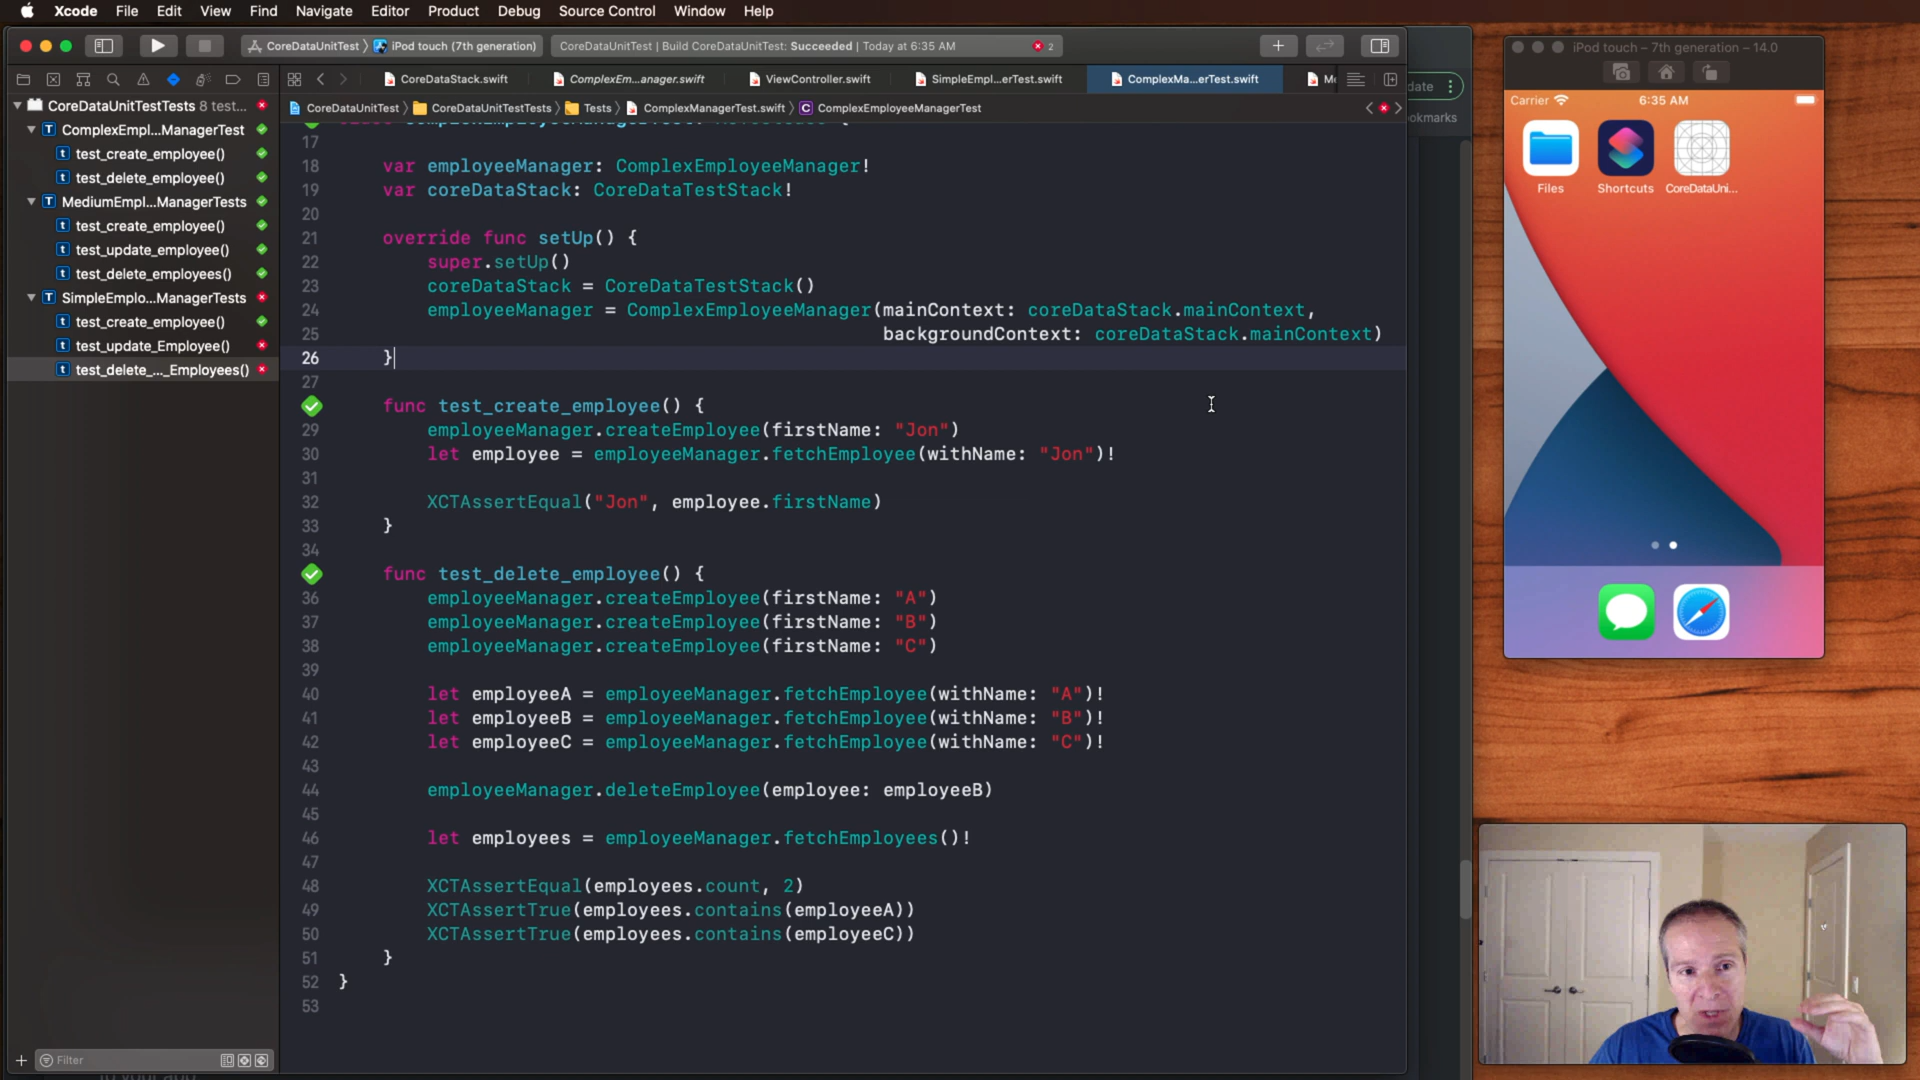 Xcode File Edit View Find Navigate Editor Product Debug Source Control Window Help
CoreDataUnitTest iPod touch (7th generation)
CoreDataUnitTest | Build CoreDataUnitTest: Succeeded | Today at 6:35 AM 2
CoreDataStack.swift ComplexEm...anager.swift ViewController.swift SimpleEmpl...erTest.swift ComplexMa...erTest.swift
CoreDataUnitTest CoreDataUnitTestTests Tests ComplexManagerTest.swift C ComplexEmployeeManagerTest
CoreDataUnitTestTests 8 test...
T ComplexEmpl...ManagerTest
t test_create_employee()
t test_delete_employee()
T MediumEmpl...ManagerTests
t test_create_employee()
t test_update_employee()
t test_delete_employees()
T SimpleEmplo...ManagerTests
t test_create_employee()
t test_update_Employee()
t test_delete_..._Employees()
Filter
17
18 var employeeManager: ComplexEmployeeManager!
19 var coreDataStack: CoreDataTestStack!
20
21 override func setUp() {
22 super.setUp()
23 coreDataStack = CoreDataTestStack()
24 employeeManager = ComplexEmployeeManager(mainContext: coreDataStack.mainContext,
25 backgroundContext: coreDataStack.mainContext)
26 }
27
func test_create_employee() {
29 employeeManager.createEmployee(firstName: "Jon")
30 let employee = employeeManager.fetchEmployee(withName: "Jon")!
31
32 XCTAssertEqual("Jon", employee.firstName)
33 }
34
func test_delete_employee() {
36 employeeManager.createEmployee(firstName: "A")
37 employeeManager.createEmployee(firstName: "B")
38 employeeManager.createEmployee(firstName: "C")
39
40 let employeeA = employeeManager.fetchEmployee(withName: "A")!
41 let employeeB = employeeManager.fetchEmployee(withName: "B")!
42 let employeeC = employeeManager.fetchEmployee(withName: "C")!
43
44 employeeManager.deleteEmployee(employee: employeeB)
45
46 let employees = employeeManager.fetchEmployees()!
47
48 XCTAssertEqual(employees.count, 2)
49 XCTAssertTrue(employees.contains(employeeA))
50 XCTAssertTrue(employees.contains(employeeC))
51 }
52 }
53
date
okmarks
iPod touch – 7th generation – 14.0
Carrier 6:35 AM
Files Shortcuts CoreDataUni...